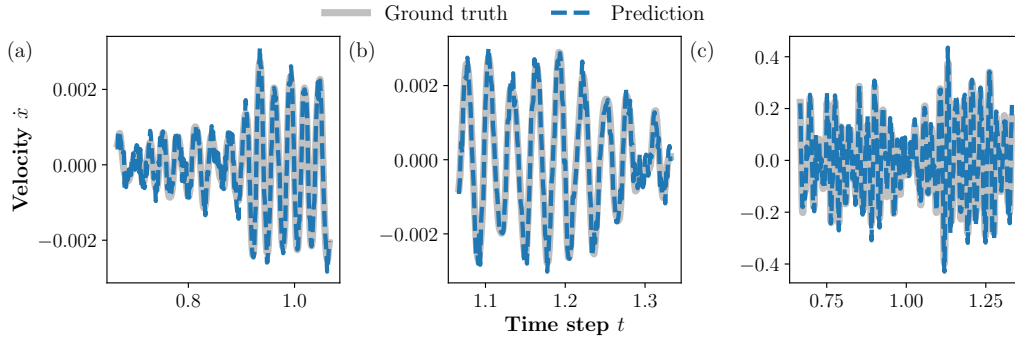 Ground truth Prediction
(a) (b) (c)
Velocity ẋ
0.002
0.000
−0.002
0.8 1.0
0.002
0.000
−0.002
1.1 1.2 1.3
0.4
0.2
0.0
−0.2
−0.4
0.75 1.00 1.25
Time step t